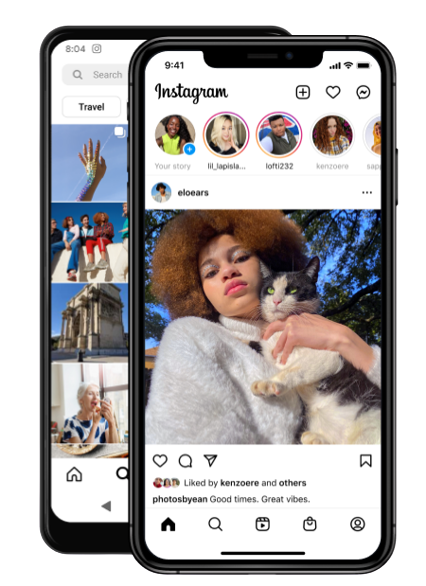 8:04
Search
Travel
9:41
Instagram
Your story
lil_lapisla...
lofti232
kenzoere
sapp
eloears
Liked by kenzoere and others
photosbyean Good times. Great vibes.